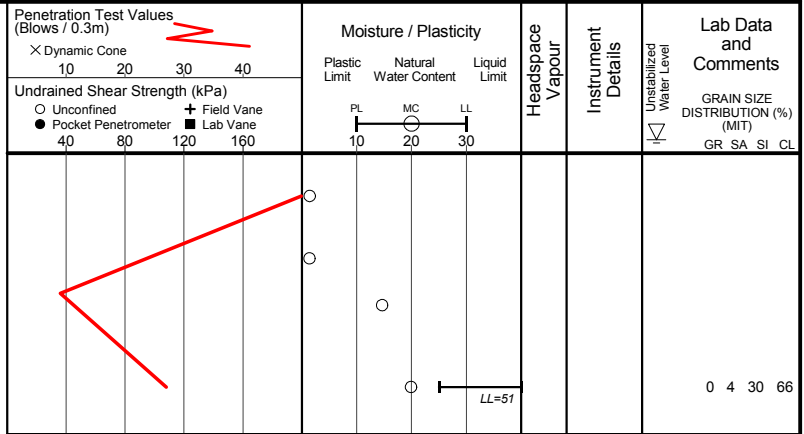 Penetration Test Values
(Blows / 0.3m)
× Dynamic Cone
10 20 30 40
Undrained Shear Strength (kPa)
○ Unconfined + Field Vane
● Pocket Penetrometer ■ Lab Vane
40 80 120 160
Moisture / Plasticity
Plastic Limit
Natural Water Content
Liquid Limit
PL MC LL
10 20 30
Headspace Vapour
Instrument Details
Unstabilized Water Level
Lab Data
and
Comments
GRAIN SIZE
DISTRIBUTION (%)
(MIT)
GR SA SI CL
LL=51
0 4 30 66